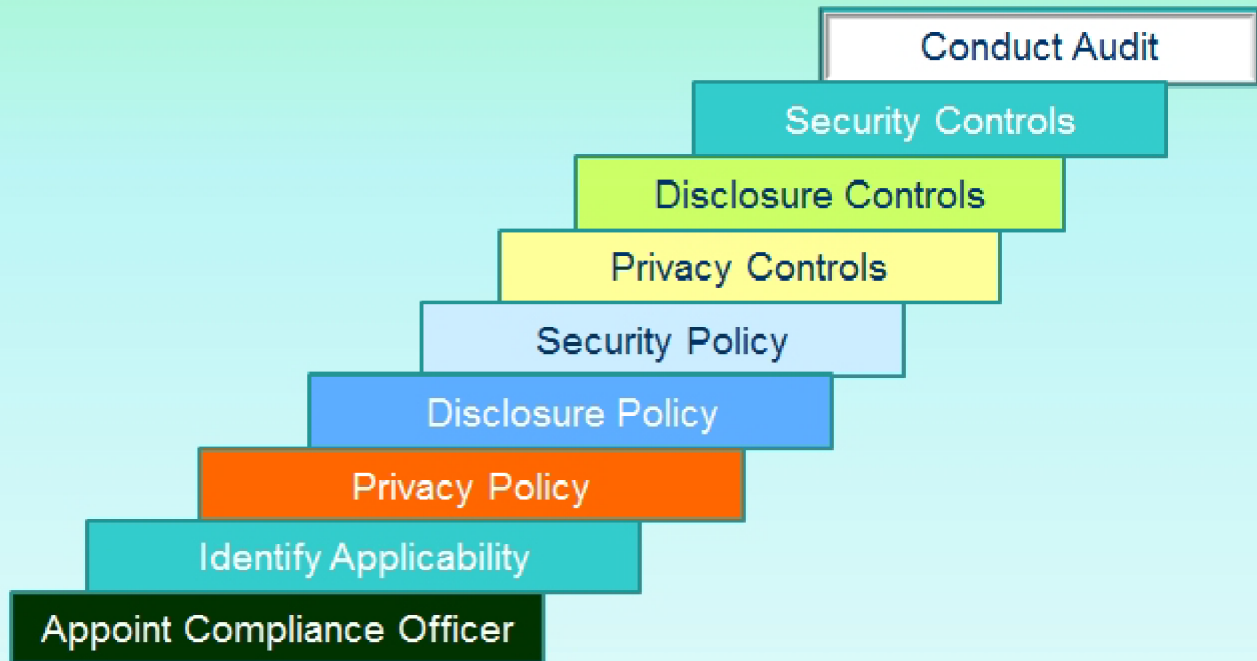 Conduct Audit
Security Controls
Disclosure Controls
Privacy Controls
Security Policy
Disclosure Policy
Privacy Policy
Identify Applicability
Appoint Compliance Officer